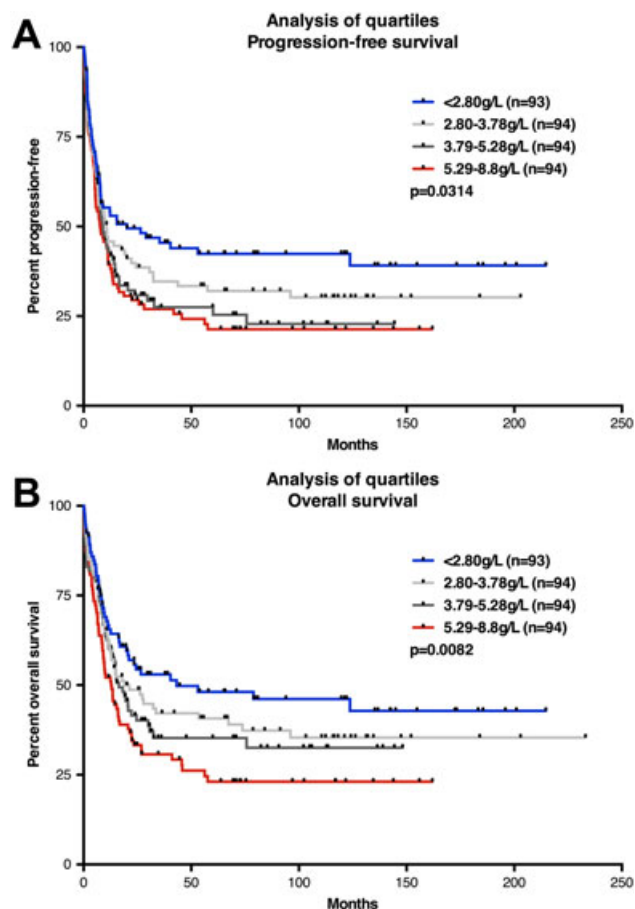 A
Analysis of quartiles
Progression-free survival
100
75
50
25
0
Percent progression-free
<2.80g/L (n=93)
2.80-3.78g/L (n=94)
3.79-5.28g/L (n=94)
5.29-8.8g/L (n=94)
p=0.0314
0 50 100 150 200 250
Months
B
Analysis of quartiles
Overall survival
100
75
50
25
0
Percent overall survival
<2.80g/L (n=93)
2.80-3.78g/L (n=94)
3.79-5.28g/L (n=94)
5.29-8.8g/L (n=94)
p=0.0082
0 50 100 150 200 250
Months